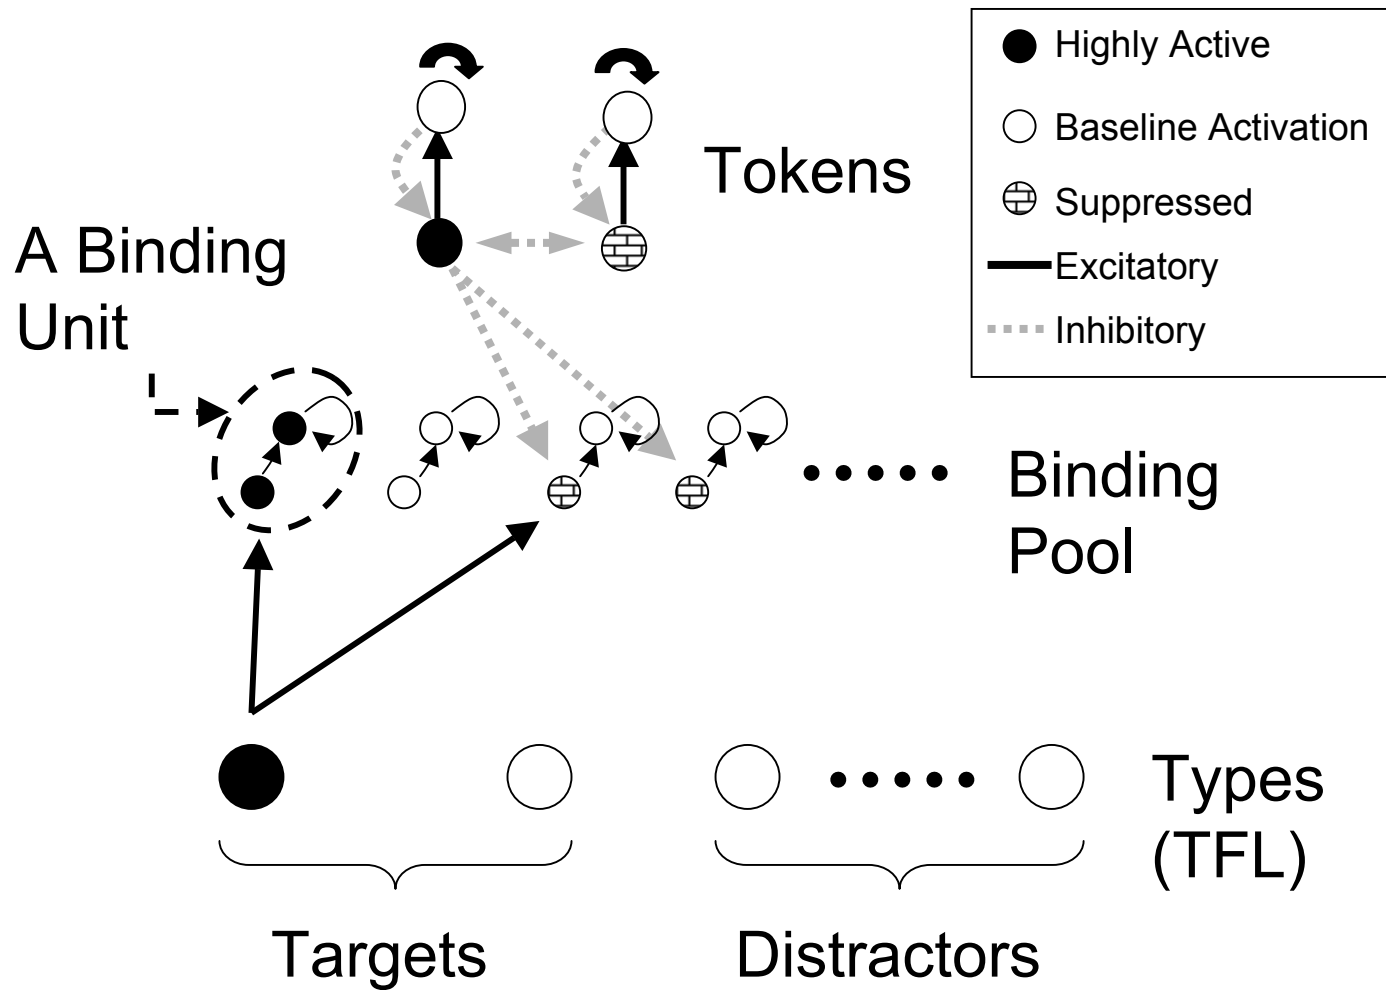 Highly Active
Baseline Activation
Suppressed
Excitatory
Inhibitory
Tokens
A Binding
Unit
Binding
Pool
Types
(TFL)
Targets
Distractors